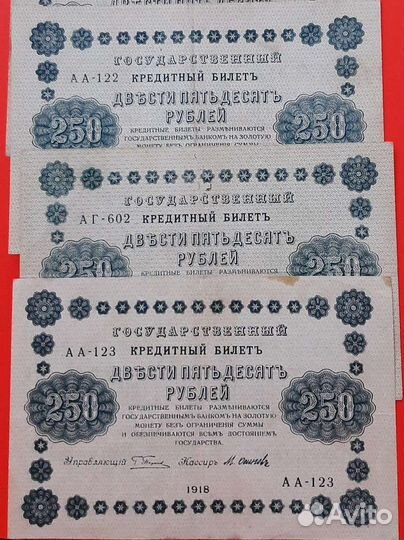 ГОСУДАРСТВЕННЫЙ
АА-122 КРЕДИТНЫЙ БИЛЕТЪ
ДВѢСТИ ПЯТЬДЕСЯТЪ
РУБЛЕЙ
250 250
КРЕДИТНЫЕ БИЛЕТЫ РАЗМѢНИВАЮТСЯ
ГОСУДАРСТВЕННЫМЪ БАНКОМЪ НА ЗОЛОТУЮ
МОНЕТУ БЕЗЪ ОГРАНИЧЕНІЯ СУММЫ
ГОСУДАРСТВЕННЫЙ
АГ-602 КРЕДИТНЫЙ БИЛЕТЪ
ДВѢСТИ ПЯТЬДЕСЯТЪ
РУБЛЕЙ
250 250
КРЕДИТНЫЕ БИЛЕТЫ РАЗМѢНИВАЮТСЯ
ГОСУДАРСТВЕННЫЙ
АА-123 КРЕДИТНЫЙ БИЛЕТЪ
ДВѢСТИ ПЯТЬДЕСЯТЪ
РУБЛЕЙ
250 250
КРЕДИТНЫЕ БИЛЕТЫ РАЗМѢНИВАЮТСЯ
ГОСУДАРСТВЕННЫМЪ БАНКОМЪ НА ЗОЛОТУЮ
МОНЕТУ БЕЗЪ ОГРАНИЧЕНІЯ СУММЫ
И ОБЕЗПЕЧИВАЮТСЯ ВСѢМЪ ДОСТОЯНІЕМЪ
ГОСУДАРСТВА.
Управляющій Кассиръ
1918 АА-123
Avito